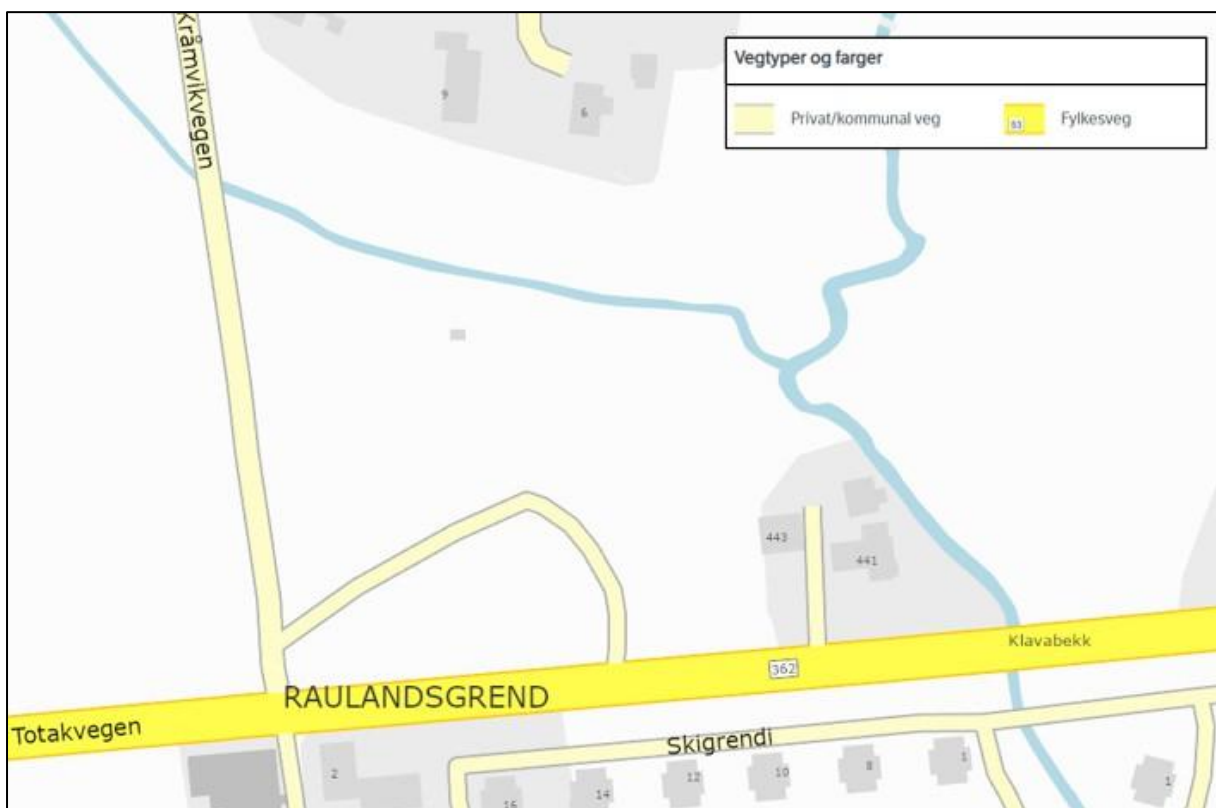 Kråmvikvegen
Vegtyper og farger
Privat/kommunal veg
53
Fylkesveg
9
6
443
441
Klavabekk
362
RAULANDSGREND
Totakvegen
Skigrendi
2
16
14
12
10
8
1
1